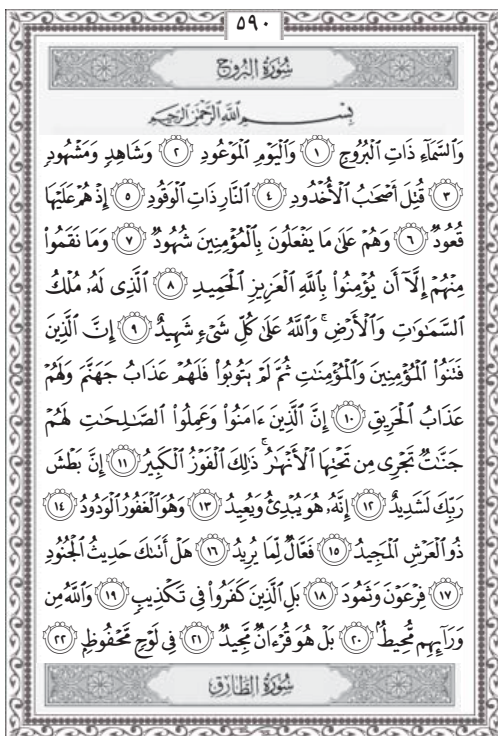 ٥٩٠
سُورَةُ البُرُوجِ
بِسْمِ ٱللَّهِ ٱلرَّحْمَٰنِ ٱلرَّحِيمِ
وَٱلسَّمَآءِ ذَاتِ ٱلْبُرُوجِ ١ وَٱلْيَوْمِ ٱلْمَوْعُودِ ٢ وَشَاهِدٍ وَمَشْهُودٍ
٣ قُتِلَ أَصْحَٰبُ ٱلْأُخْدُودِ ٤ ٱلنَّارِ ذَاتِ ٱلْوَقُودِ ٥ إِذْ هُمْ عَلَيْهَا
قُعُودٌ ٦ وَهُمْ عَلَىٰ مَا يَفْعَلُونَ بِٱلْمُؤْمِنِينَ شُهُودٌ ٧ وَمَا نَقَمُوا۟
مِنْهُمْ إِلَّآ أَن يُؤْمِنُوا۟ بِٱللَّهِ ٱلْعَزِيزِ ٱلْحَمِيدِ ٨ ٱلَّذِى لَهُۥ مُلْكُ
ٱلسَّمَٰوَٰتِ وَٱلْأَرْضِ ۚ وَٱللَّهُ عَلَىٰ كُلِّ شَىْءٍ شَهِيدٌ ٩ إِنَّ ٱلَّذِينَ
فَتَنُوا۟ ٱلْمُؤْمِنِينَ وَٱلْمُؤْمِنَٰتِ ثُمَّ لَمْ يَتُوبُوا۟ فَلَهُمْ عَذَابُ جَهَنَّمَ وَلَهُمْ
عَذَابُ ٱلْحَرِيقِ ١٠ إِنَّ ٱلَّذِينَ ءَامَنُوا۟ وَعَمِلُوا۟ ٱلصَّٰلِحَٰتِ لَهُمْ
جَنَّٰتٌ تَجْرِى مِن تَحْتِهَا ٱلْأَنْهَٰرُ ۚ ذَٰلِكَ ٱلْفَوْزُ ٱلْكَبِيرُ ١١ إِنَّ بَطْشَ
رَبِّكَ لَشَدِيدٌ ١٢ إِنَّهُۥ هُوَ يُبْدِئُ وَيُعِيدُ ١٣ وَهُوَ ٱلْغَفُورُ ٱلْوَدُودُ ١٤
ذُو ٱلْعَرْشِ ٱلْمَجِيدُ ١٥ فَعَّالٌ لِّمَا يُرِيدُ ١٦ هَلْ أَتَىٰكَ حَدِيثُ ٱلْجُنُودِ
١٧ فِرْعَوْنَ وَثَمُودَ ١٨ بَلِ ٱلَّذِينَ كَفَرُوا۟ فِى تَكْذِيبٍ ١٩ وَٱللَّهُ مِن
وَرَآئِهِم مُّحِيطٌۢ ٢٠ بَلْ هُوَ قُرْءَانٌ مَّجِيدٌ ٢١ فِى لَوْحٍ مَّحْفُوظٍۭ ٢٢
سُورَةُ الطَّارِقِ